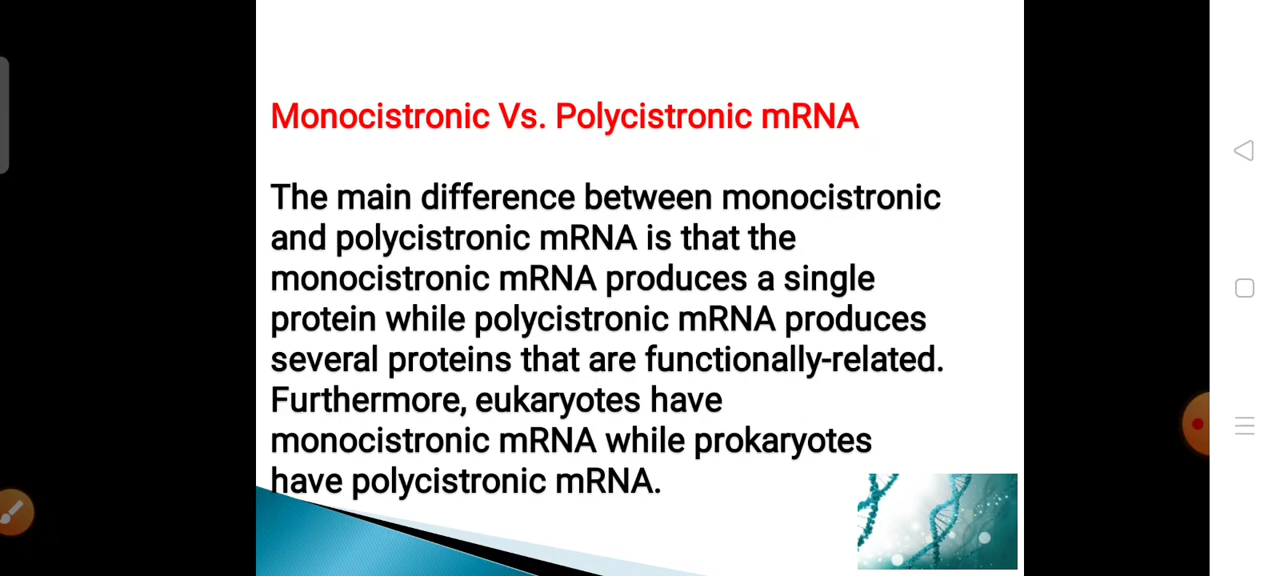 Monocistronic Vs. Polycistronic mRNA
The main difference between monocistronic
and polycistronic mRNA is that the
monocistronic mRNA produces a single
protein while polycistronic mRNA produces
several proteins that are functionally-related.
Furthermore, eukaryotes have
monocistronic mRNA while prokaryotes
have polycistronic mRNA.